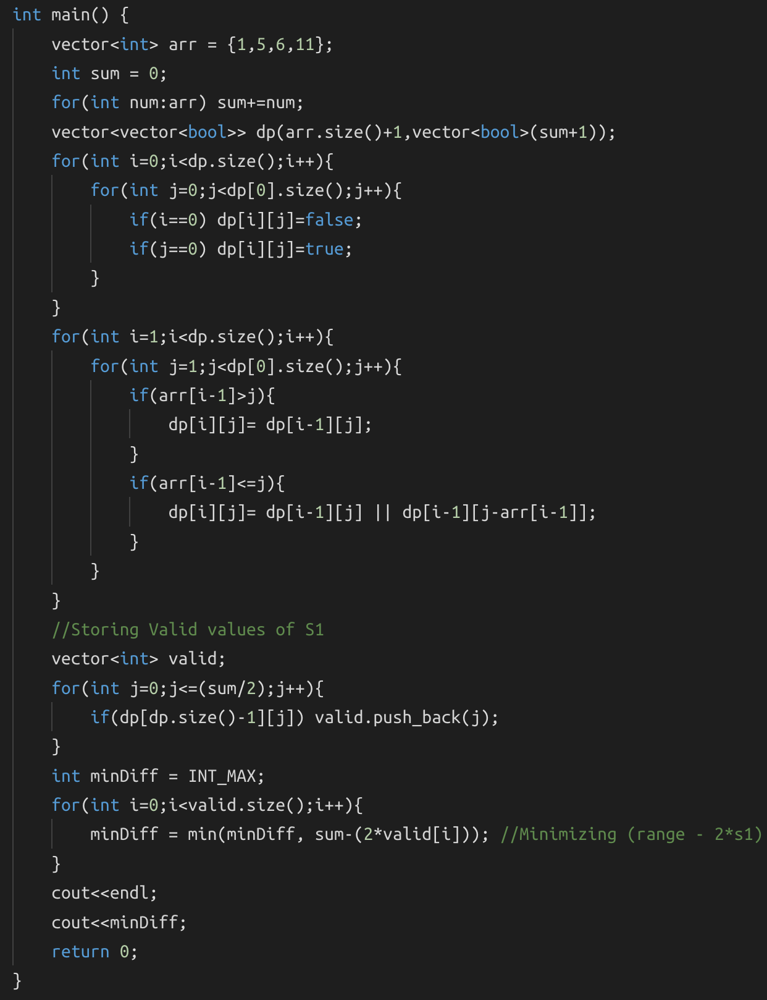 int main() {
    vector<int> arr = {1,5,6,11};
    int sum = 0;
    for(int num:arr) sum+=num;
    vector<vector<bool>> dp(arr.size()+1,vector<bool>(sum+1));
    for(int i=0;i<dp.size();i++){
        for(int j=0;j<dp[0].size();j++){
            if(i==0) dp[i][j]=false;
            if(j==0) dp[i][j]=true;
        }
    }
    for(int i=1;i<dp.size();i++){
        for(int j=1;j<dp[0].size();j++){
            if(arr[i-1]>j){
                dp[i][j]= dp[i-1][j];
            }
            if(arr[i-1]<=j){
                dp[i][j]= dp[i-1][j] || dp[i-1][j-arr[i-1]];
            }
        }
    }
    //Storing Valid values of S1
    vector<int> valid;
    for(int j=0;j<=(sum/2);j++){
        if(dp[dp.size()-1][j]) valid.push_back(j);
    }
    int minDiff = INT_MAX;
    for(int i=0;i<valid.size();i++){
        minDiff = min(minDiff, sum-(2*valid[i])); //Minimizing (range - 2*s1)
    }
    cout<<endl;
    cout<<minDiff;
    return 0;
}